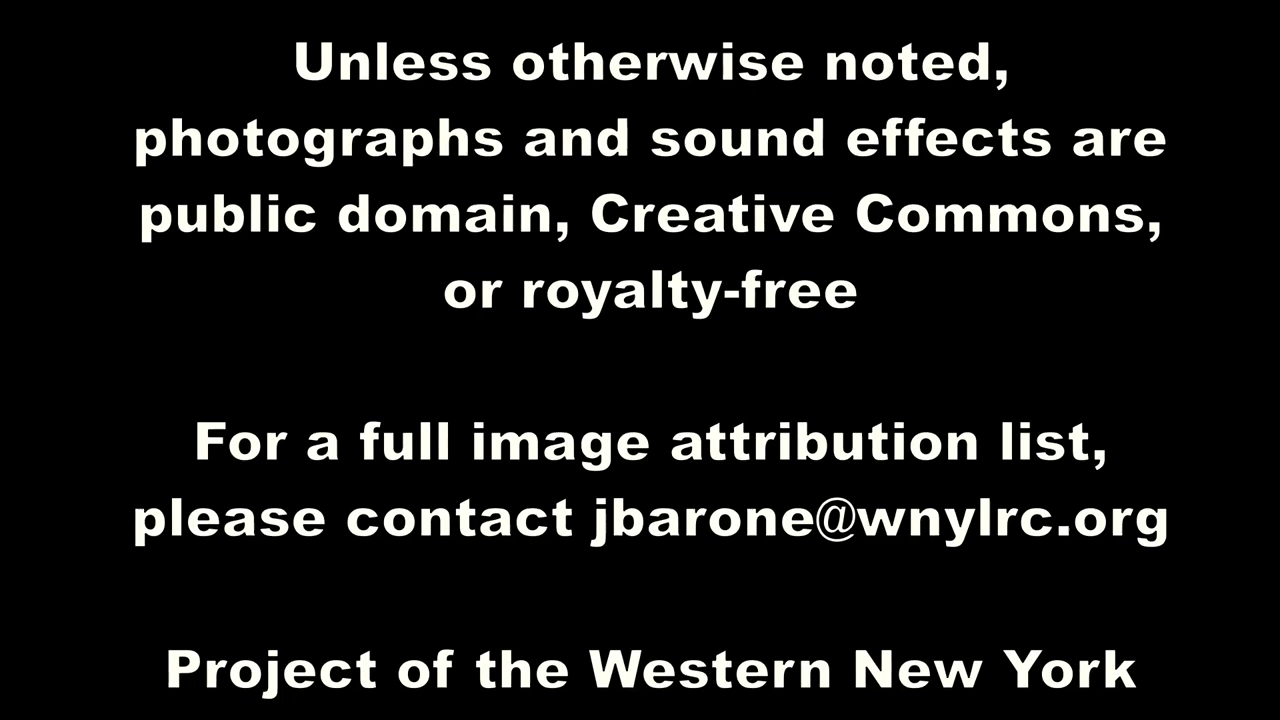 Unless otherwise noted,
photographs and sound effects are
public domain, Creative Commons,
or royalty-free
For a full image attribution list,
please contact jbarone@wnylrc.org
Project of the Western New York